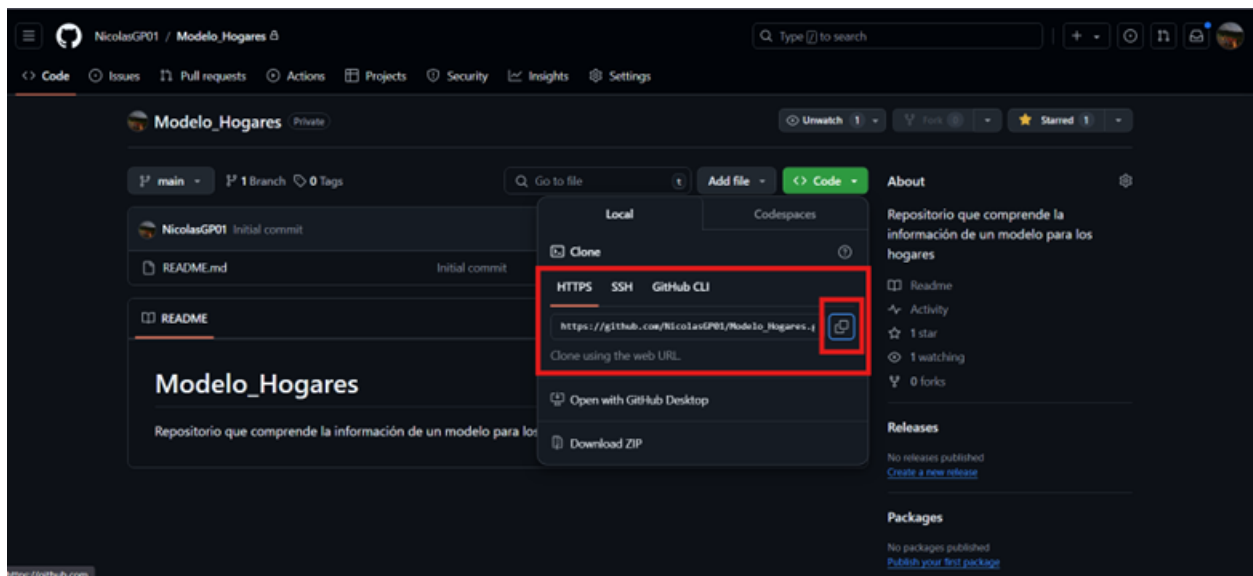 NicolasGP01 / Modelo_Hogares
Type / to search
Code Issues Pull requests Actions Projects Security Insights Settings
Modelo_Hogares Private
Unwatch 1 Fork 0 Starred 1
main 1 Branch 0 Tags
Go to file t Add file Code
NicolasGP01 Initial commit
README.md Initial commit
README
Modelo_Hogares
Repositorio que comprende la información de un modelo para los
Local Codespaces
Clone
HTTPS SSH GitHub CLI
https://github.com/NicolasGP01/Modelo_Hogares.g
Clone using the web URL.
Open with GitHub Desktop
Download ZIP
About
Repositorio que comprende la
información de un modelo para los
hogares
Readme
Activity
1 star
1 watching
0 forks
Releases
No releases published
Create a new release
Packages
No packages published
Publish your first package
https://github.com